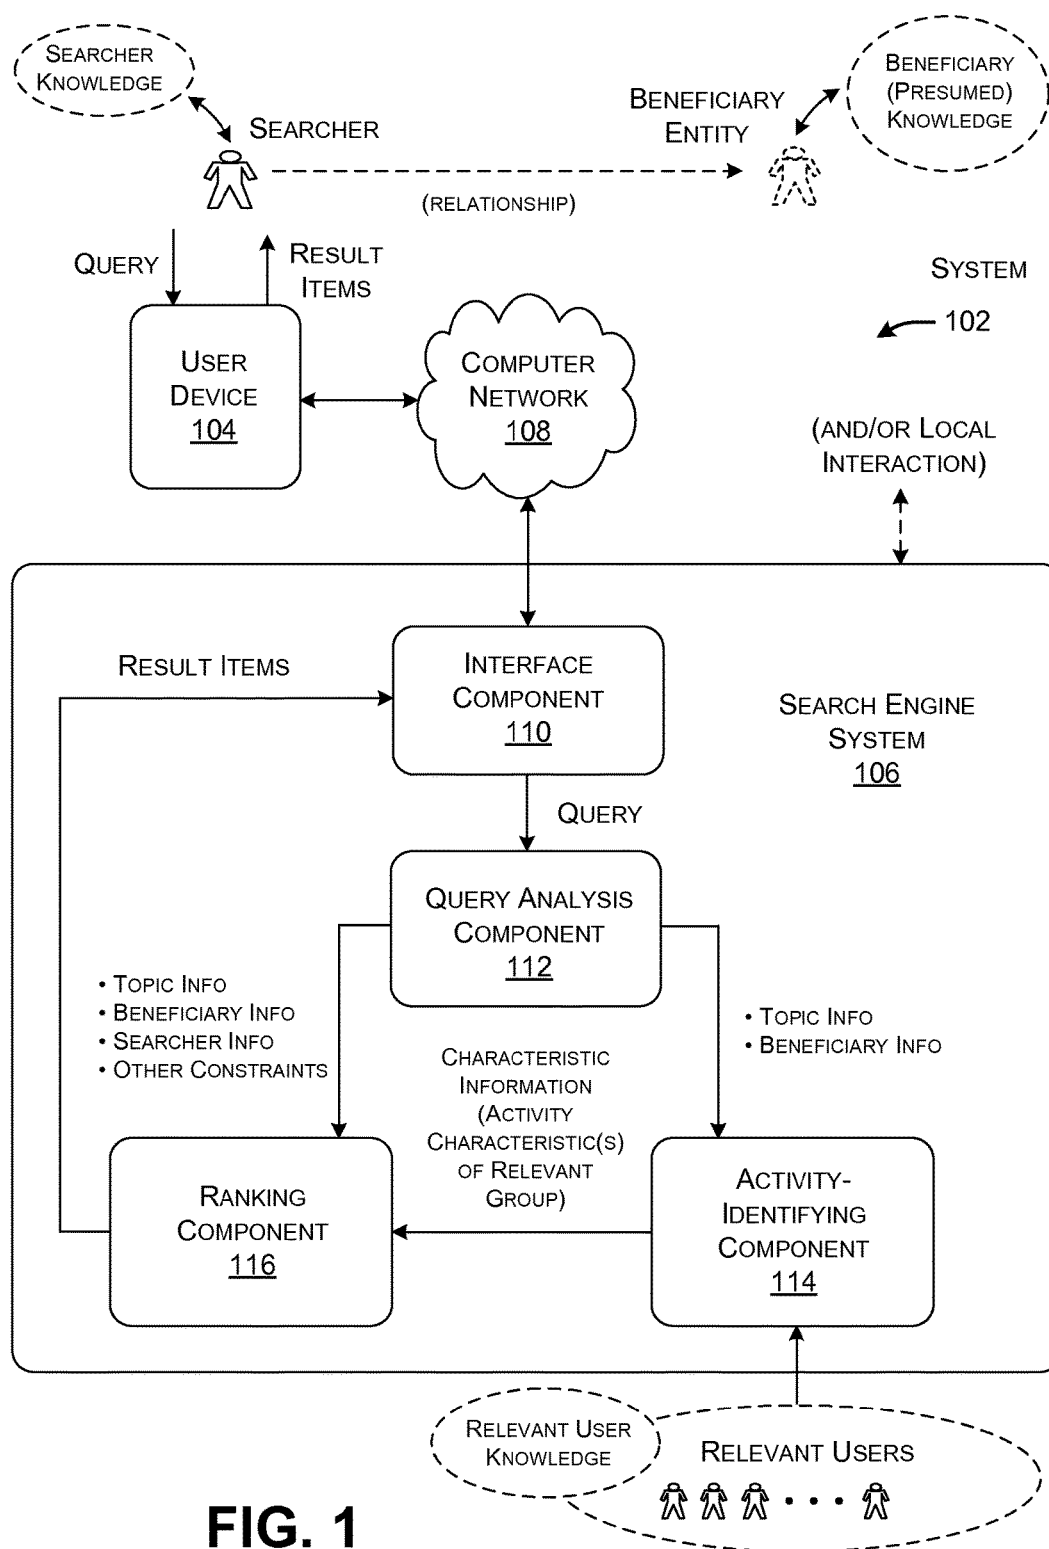 SEARCHER
KNOWLEDGE
SEARCHER
BENEFICIARY
ENTITY
BENEFICIARY
(PRESUMED)
KNOWLEDGE
(RELATIONSHIP)
QUERY
RESULT
ITEMS
SYSTEM
102
USER
DEVICE
104
COMPUTER
NETWORK
108
(AND/OR LOCAL
INTERACTION)
RESULT ITEMS
INTERFACE
COMPONENT
110
SEARCH ENGINE
SYSTEM
106
QUERY
QUERY ANALYSIS
COMPONENT
112
• TOPIC INFO
• BENEFICIARY INFO
• SEARCHER INFO
• OTHER CONSTRAINTS
• TOPIC INFO
• BENEFICIARY INFO
CHARACTERISTIC
INFORMATION
(ACTIVITY
CHARACTERISTIC(S)
OF RELEVANT
GROUP)
RANKING
COMPONENT
116
ACTIVITY-
IDENTIFYING
COMPONENT
114
RELEVANT USER
KNOWLEDGE
RELEVANT USERS
FIG. 1